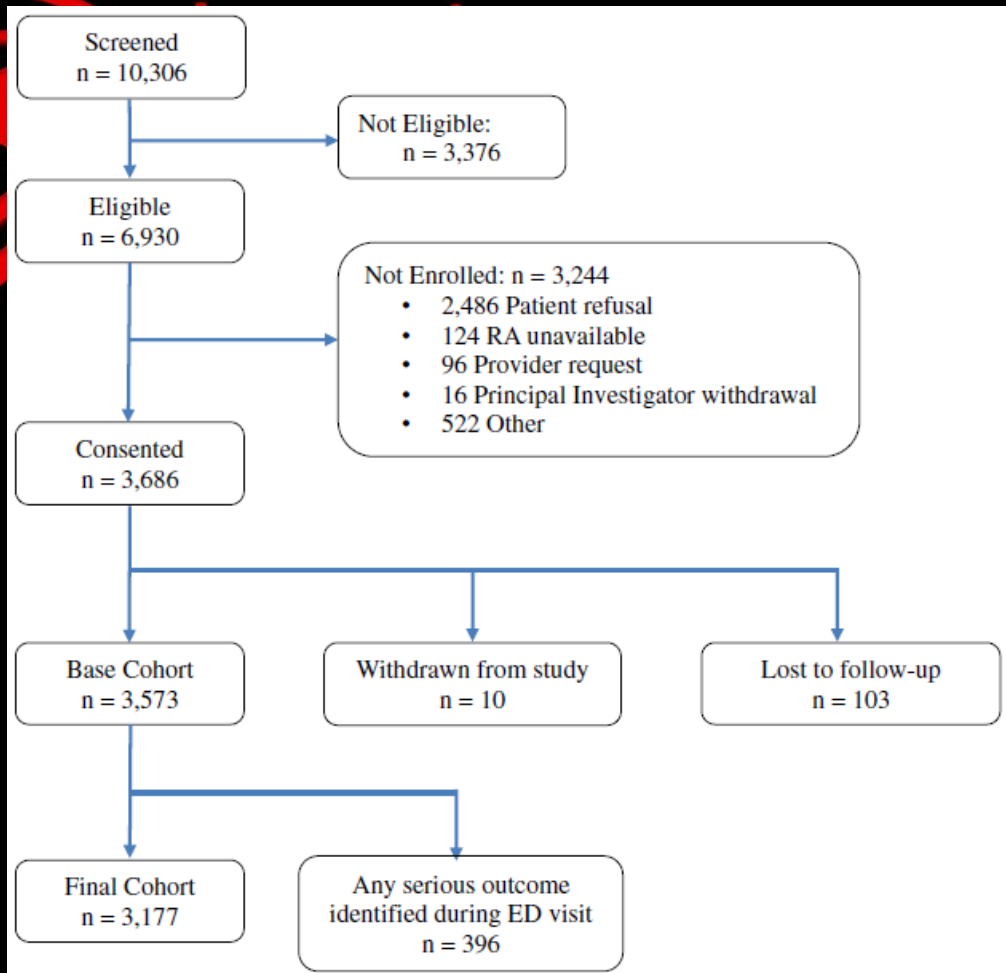 Screened
n = 10,306
Not Eligible:
n = 3,376
Eligible
n = 6,930
Not Enrolled: n = 3,244
• 2,486 Patient refusal
• 124 RA unavailable
• 96 Provider request
• 16 Principal Investigator withdrawal
• 522 Other
Consented
n = 3,686
Base Cohort
n = 3,573
Withdrawn from study
n = 10
Lost to follow-up
n = 103
Final Cohort
n = 3,177
Any serious outcome
identified during ED visit
n = 396